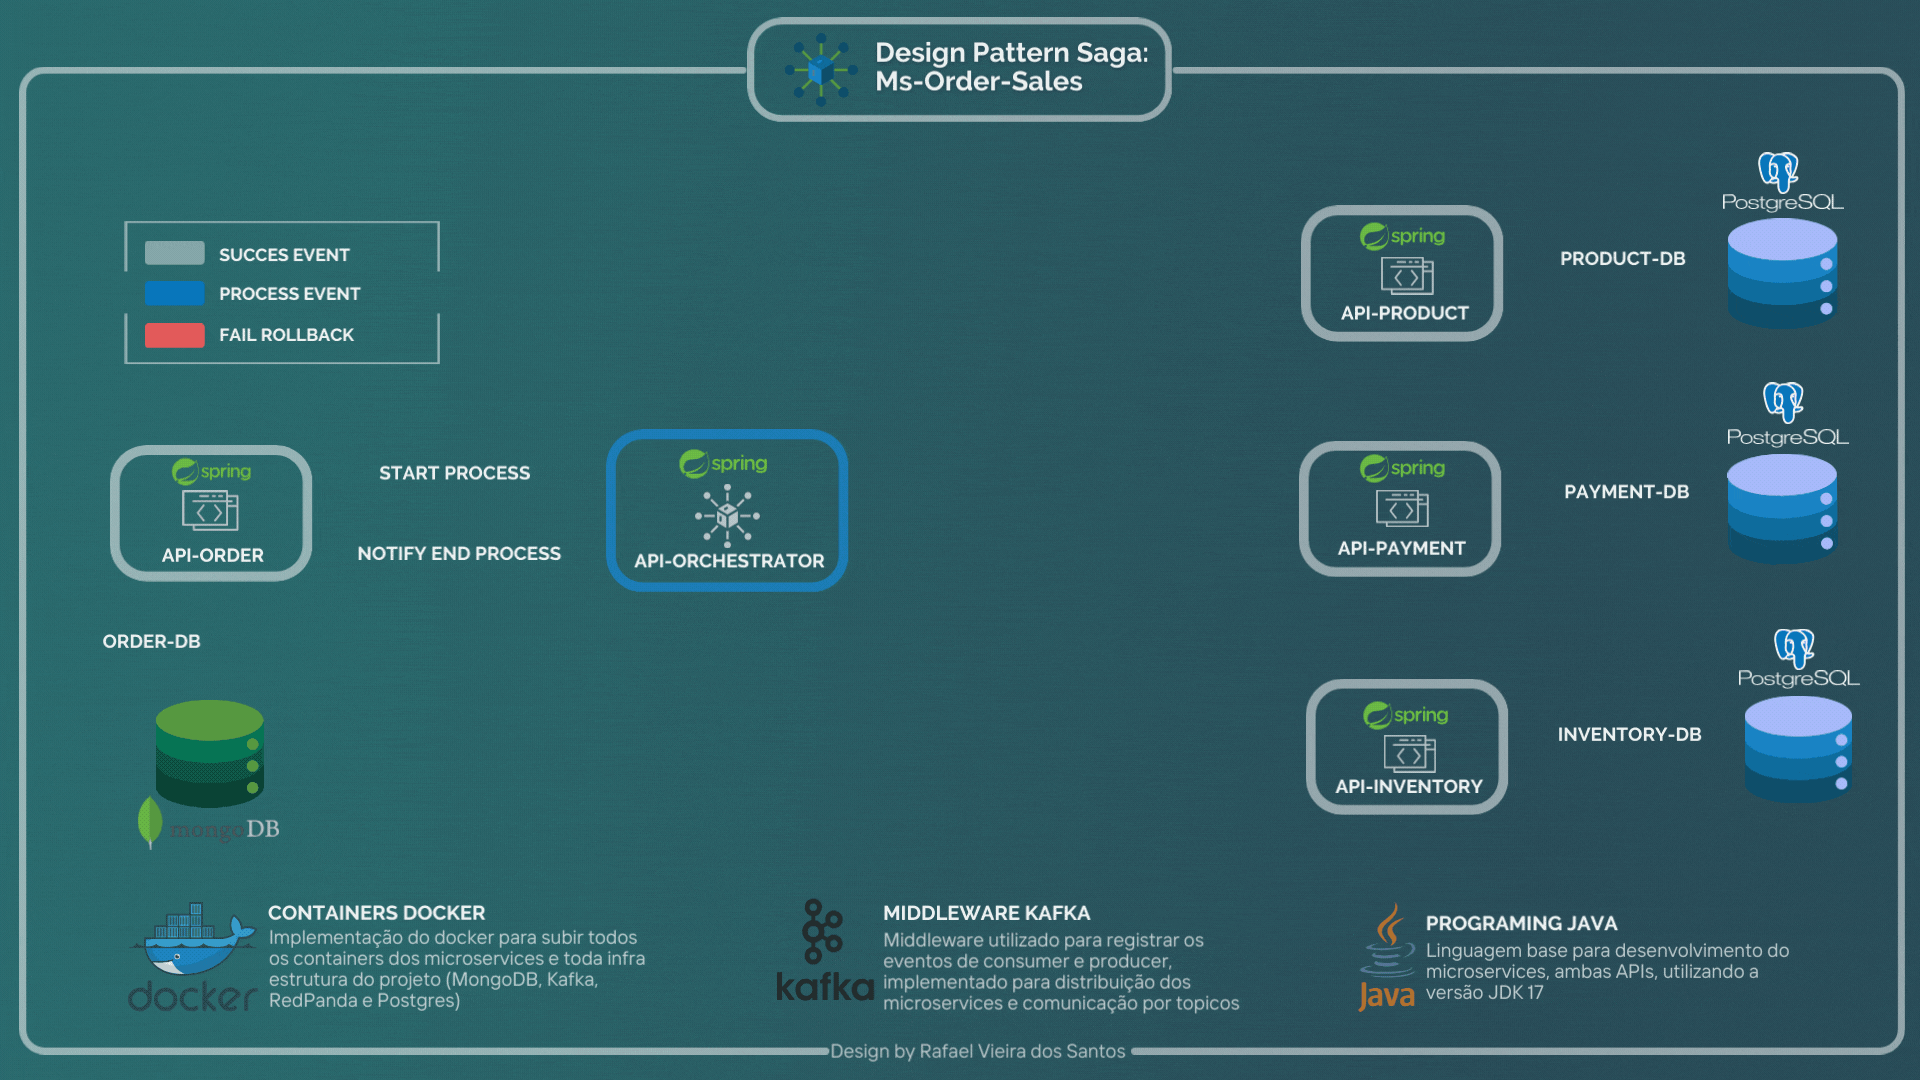 Design Pattern Saga:
Ms-Order-Sales
SUCCES EVENT
PROCESS EVENT
FAIL ROLLBACK
spring
API-ORDER
START PROCESS
NOTIFY END PROCESS
spring
API-ORCHESTRATOR
ORDER-DB
mongoDB
spring
API-PRODUCT
PRODUCT-DB
PostgreSQL
spring
API-PAYMENT
PAYMENT-DB
PostgreSQL
spring
API-INVENTORY
INVENTORY-DB
PostgreSQL
docker
CONTAINERS DOCKER
Implementação do docker para subir todos
os containers dos microservices e toda infra
estrutura do projeto (MongoDB, Kafka,
RedPanda e Postgres)
kafka
MIDDLEWARE KAFKA
Middleware utilizado para registrar os
eventos de consumer e producer,
implementado para distribuição dos
microservices e comunicação por topicos
Java
PROGRAMING JAVA
Linguagem base para desenvolvimento do
microservices, ambas APIs, utilizando a
versão JDK 17
Design by Rafael Vieira dos Santos